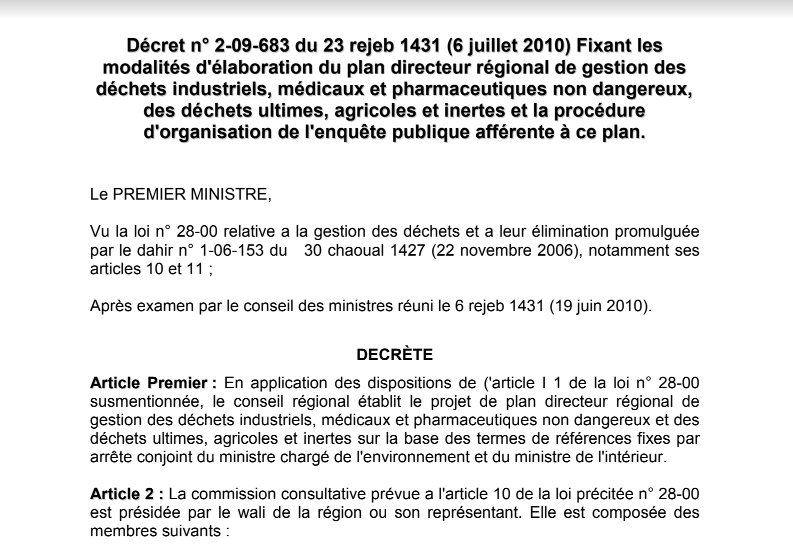 Décret n° 2-09-683 du 23 rejeb 1431 (6 juillet 2010) Fixant les
modalités d'élaboration du plan directeur régional de gestion des
déchets industriels, médicaux et pharmaceutiques non dangereux,
des déchets ultimes, agricoles et inertes et la procédure
d'organisation de l'enquête publique afférente à ce plan.
Le PREMIER MINISTRE,
Vu la loi n° 28-00 relative a la gestion des déchets et a leur élimination promulguée
par le dahir n° 1-06-153 du 30 chaoual 1427 (22 novembre 2006), notamment ses
articles 10 et 11 ;
Après examen par le conseil des ministres réuni le 6 rejeb 1431 (19 juin 2010).
DECRÈTE
Article Premier : En application des dispositions de ('article I 1 de la loi n° 28-00
susmentionnée, le conseil régional établit le projet de plan directeur régional de
gestion des déchets industriels, médicaux et pharmaceutiques non dangereux et des
déchets ultimes, agricoles et inertes sur la base des termes de références fixes par
arrête conjoint du ministre chargé de l'environnement et du ministre de l'intérieur.
Article 2 : La commission consultative prévue a l'article 10 de la loi précitée n° 28-00
est présidée par le wali de la région ou son représentant. Elle est composée des
membres suivants :